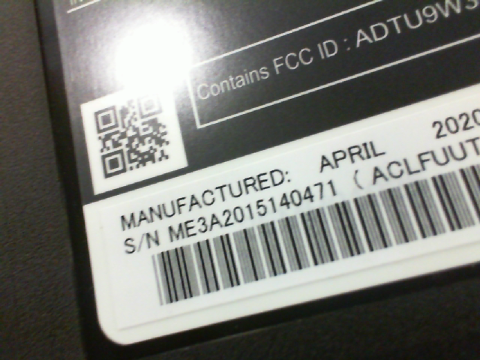 Contains FCC ID : ADTU9W3
MANUFACTURED: APRIL 2020
S/N ME3A2015140471 ( ACLFUUT